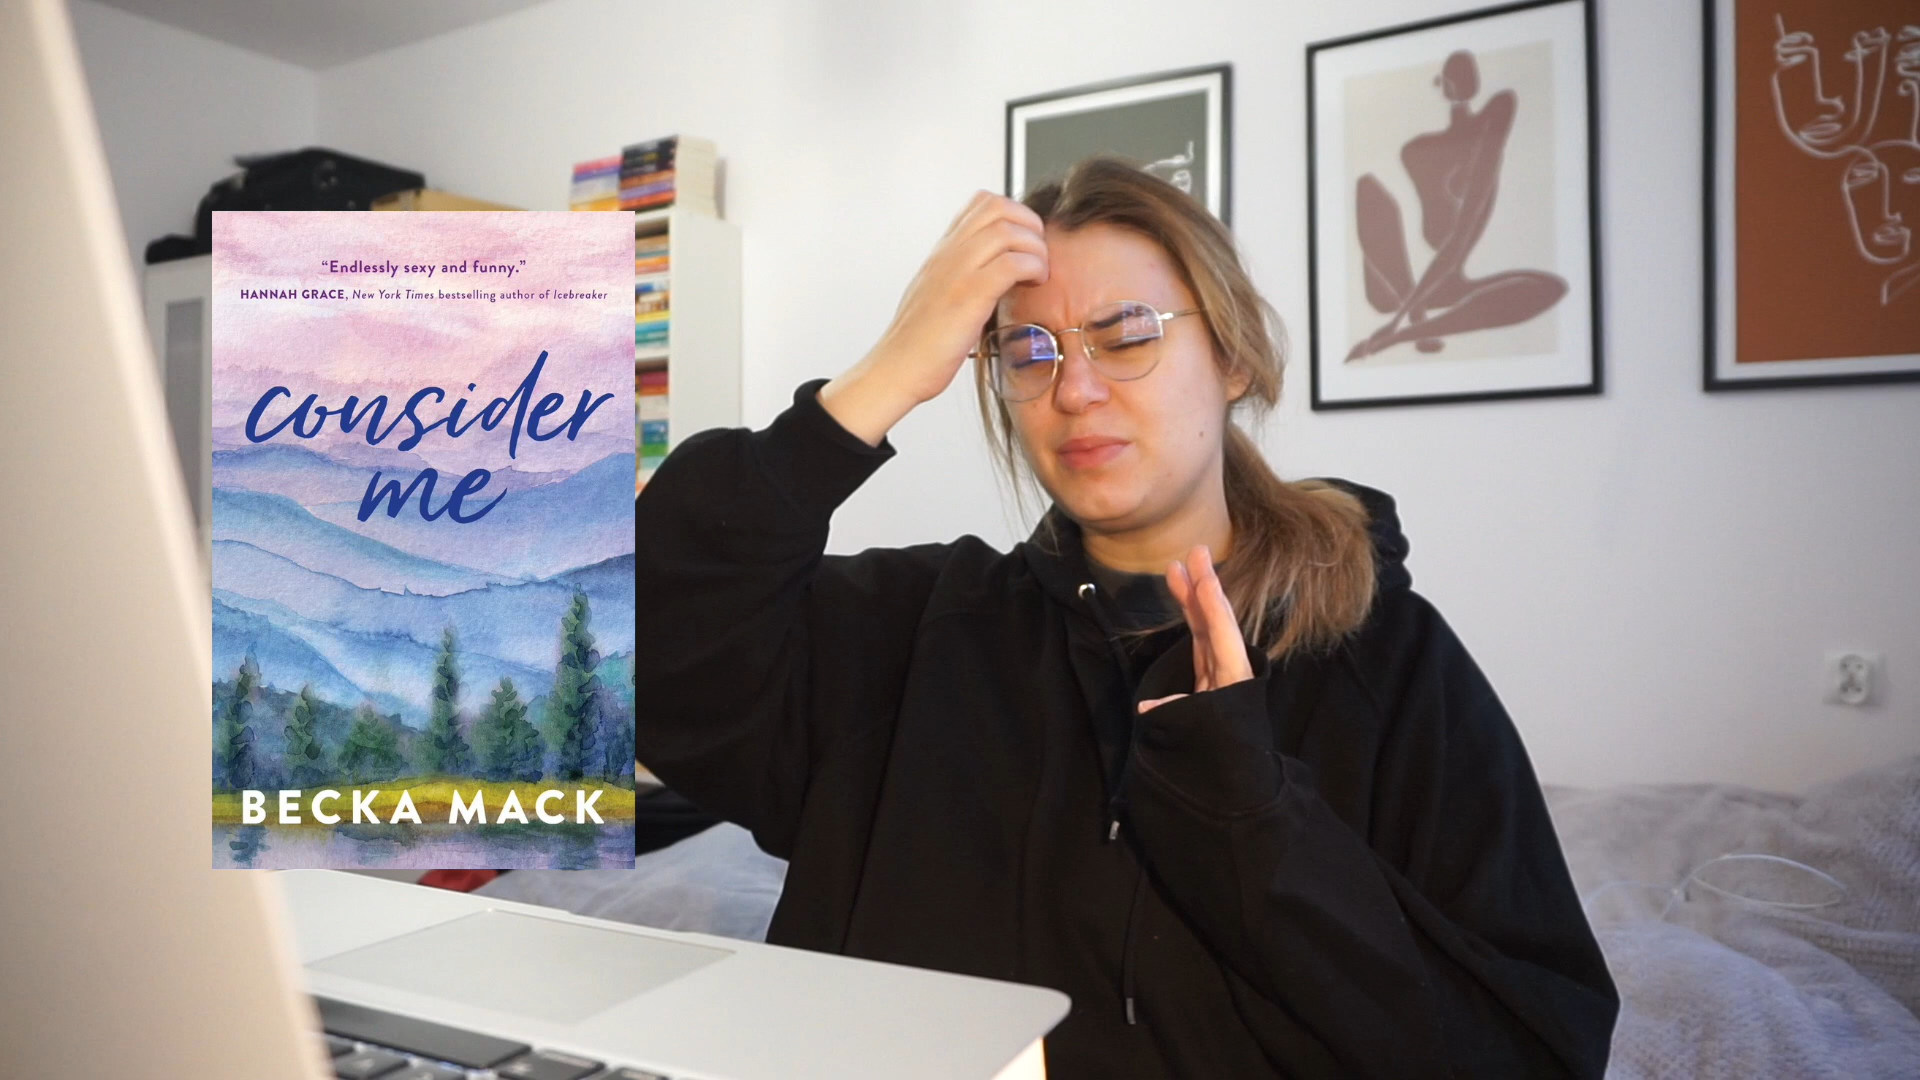 “Endlessly sexy and funny.”
HANNAH GRACE, New York Times bestselling author of Icebreaker
consider
me
BECKA MACK